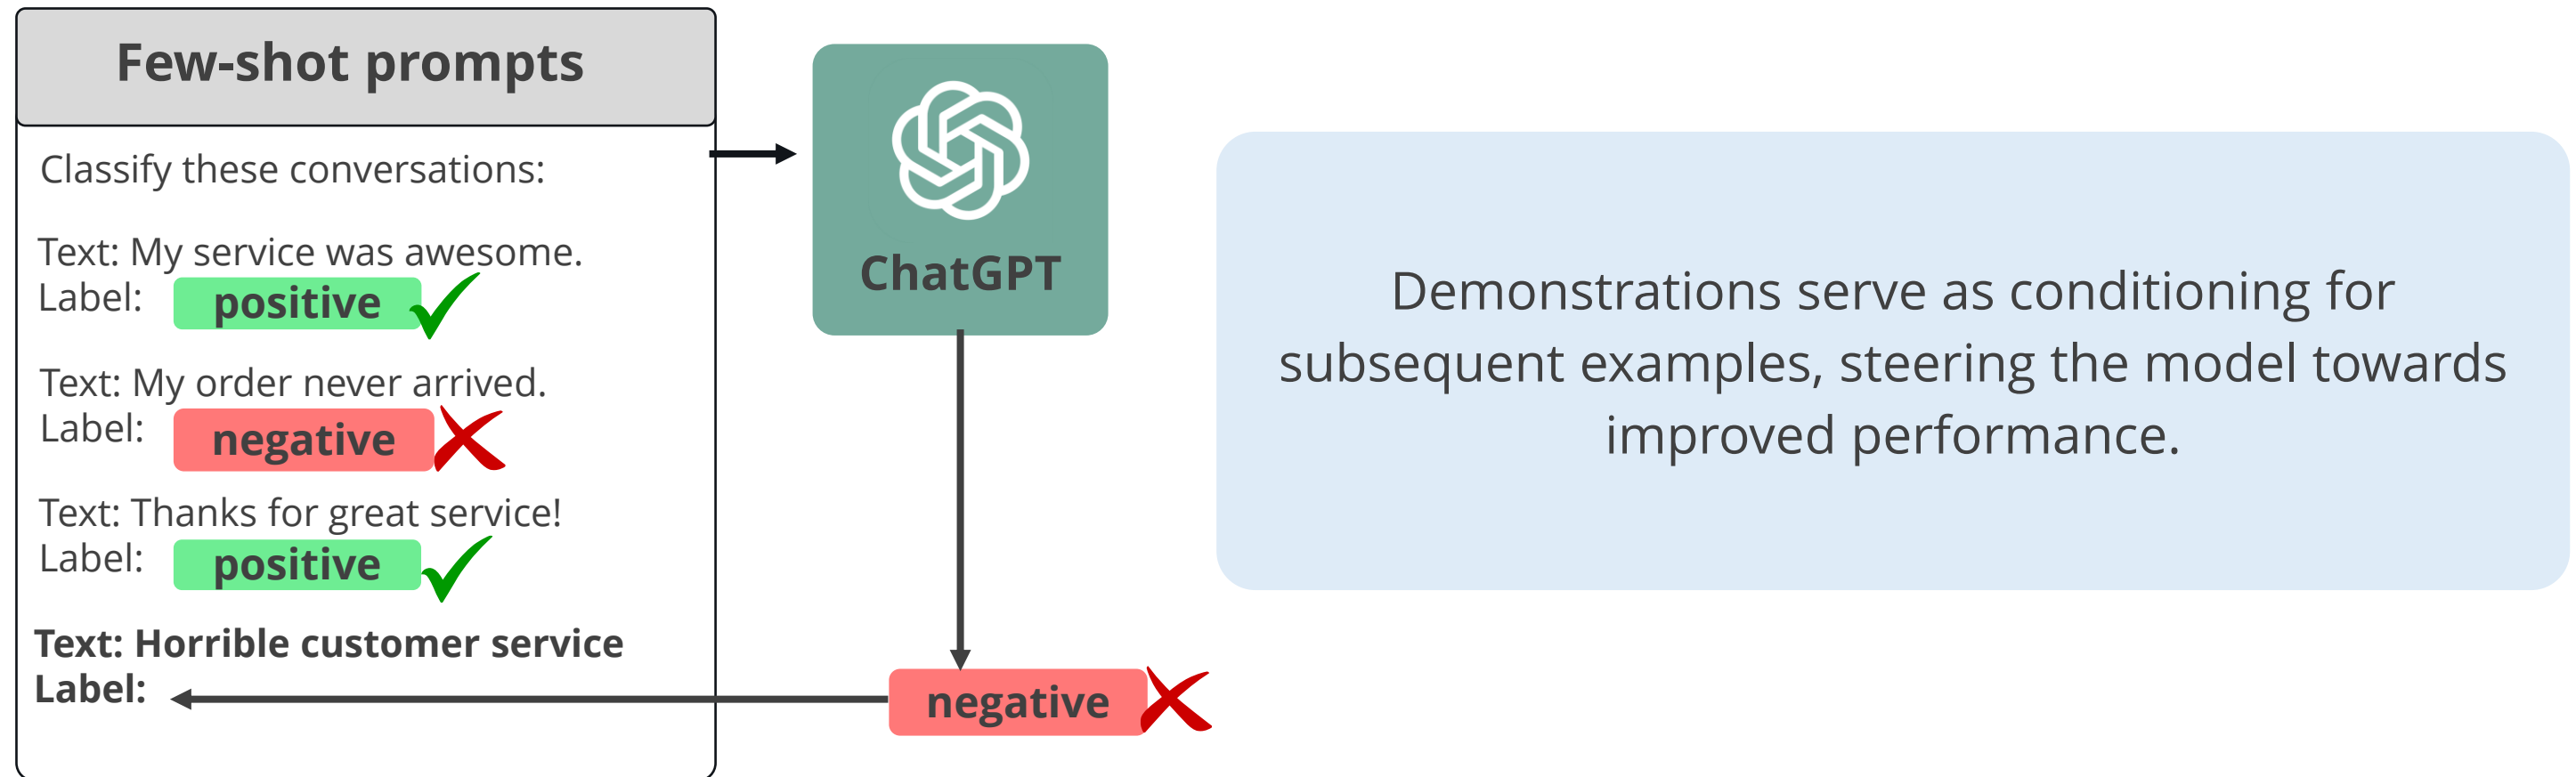 Few-shot prompts
Classify these conversations:
Text: My service was awesome.
Label: positive
Text: My order never arrived.
Label: negative
Text: Thanks for great service!
Label: positive
Text: Horrible customer service
Label:
ChatGPT
negative
Demonstrations serve as conditioning for
subsequent examples, steering the model towards
improved performance.